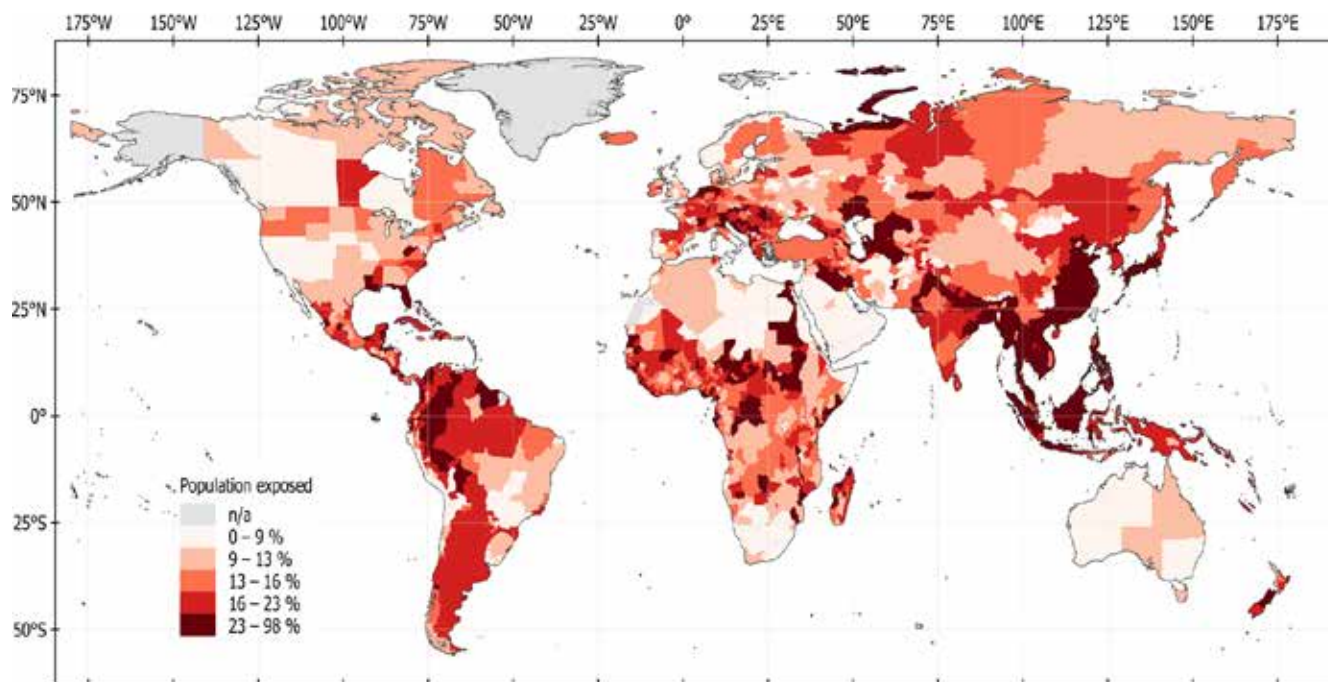 175°W 150°W 125°W 100°W 75°W 50°W 25°W 0° 25°E 50°E 75°E 100°E 125°E 150°E 175°E
75°N
50°N
25°N
0°
25°S
50°S
Population exposed
n/a
0 – 9 %
9 – 13 %
13 – 16 %
16 – 23 %
23 – 98 %